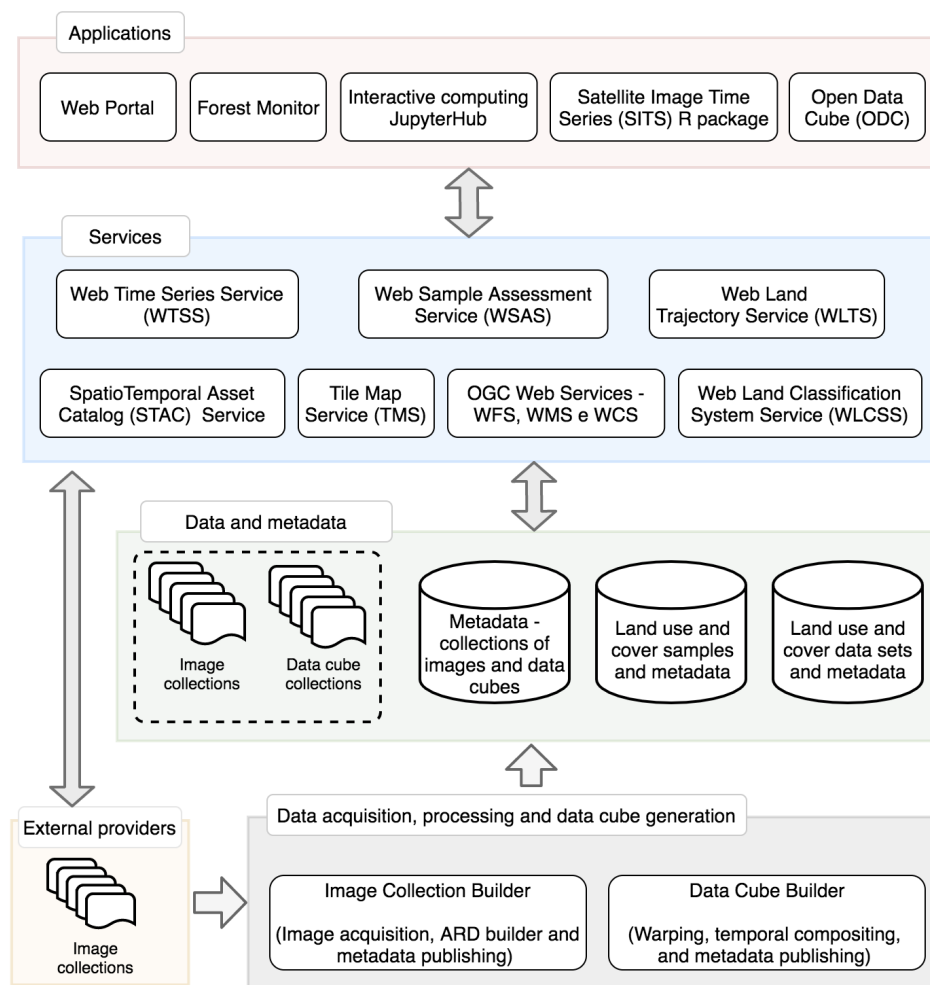 Applications
Web Portal
Forest Monitor
Interactive computing
JupyterHub
Satellite Image Time
Series (SITS) R package
Open Data
Cube (ODC)
Services
Web Time Series Service
(WTSS)
Web Sample Assessment
Service (WSAS)
Web Land
Trajectory Service (WLTS)
SpatioTemporal Asset
Catalog (STAC) Service
Tile Map
Service (TMS)
OGC Web Services -
WFS, WMS e WCS
Web Land Classification
System Service (WLCSS)
Data and metadata
Image
collections
Data cube
collections
Metadata -
collections of
images and data
cubes
Land use and
cover samples
and metadata
Land use and
cover data sets
and metadata
External providers
Image
collections
Data acquisition, processing and data cube generation
Image Collection Builder
(Image acquisition, ARD builder and
metadata publishing)
Data Cube Builder
(Warping, temporal compositing,
and metadata publishing)